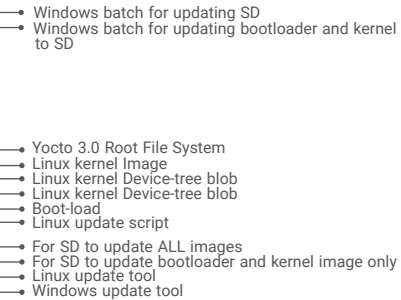 Windows batch for updating SD
Windows batch for updating bootloader and kernel
to SD
Yocto 3.0 Root File System
Linux kernel Image
Linux kernel Device-tree blob
Linux kernel Device-tree blob
Boot-load
Linux update script
For SD to update ALL images
For SD to update bootloader and kernel image only
Linux update tool
Windows update tool